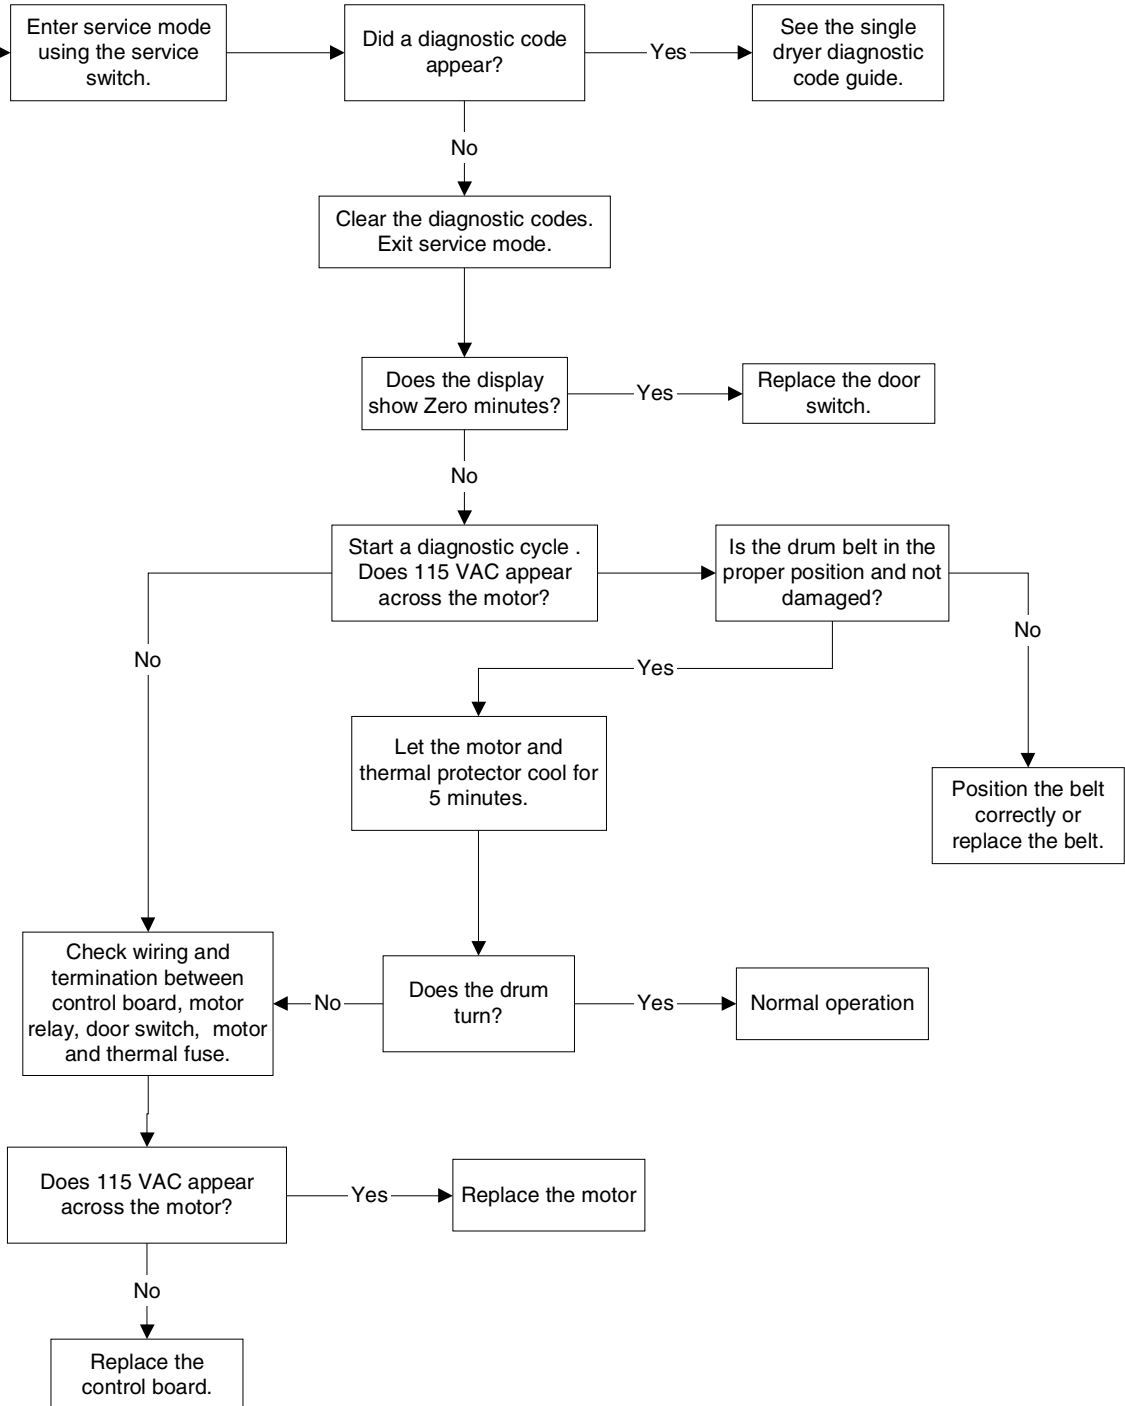 Enter service mode
using the service
switch.
Did a diagnostic code
appear?
Yes
See the single
dryer diagnostic
code guide.
No
Clear the diagnostic codes.
Exit service mode.
Does the display
show Zero minutes?
Yes
Replace the door
switch.
No
Start a diagnostic cycle .
Does 115 VAC appear
across the motor?
Is the drum belt in the
proper position and not
damaged?
No
No
Yes
Let the motor and
thermal protector cool for
5 minutes.
Position the belt
correctly or
replace the belt.
Check wiring and
termination between
control board, motor
relay, door switch,  motor
and thermal fuse.
No
Does the drum
turn?
Yes
Normal operation
Does 115 VAC appear
across the motor?
Yes
Replace the motor
No
Replace the
control board.